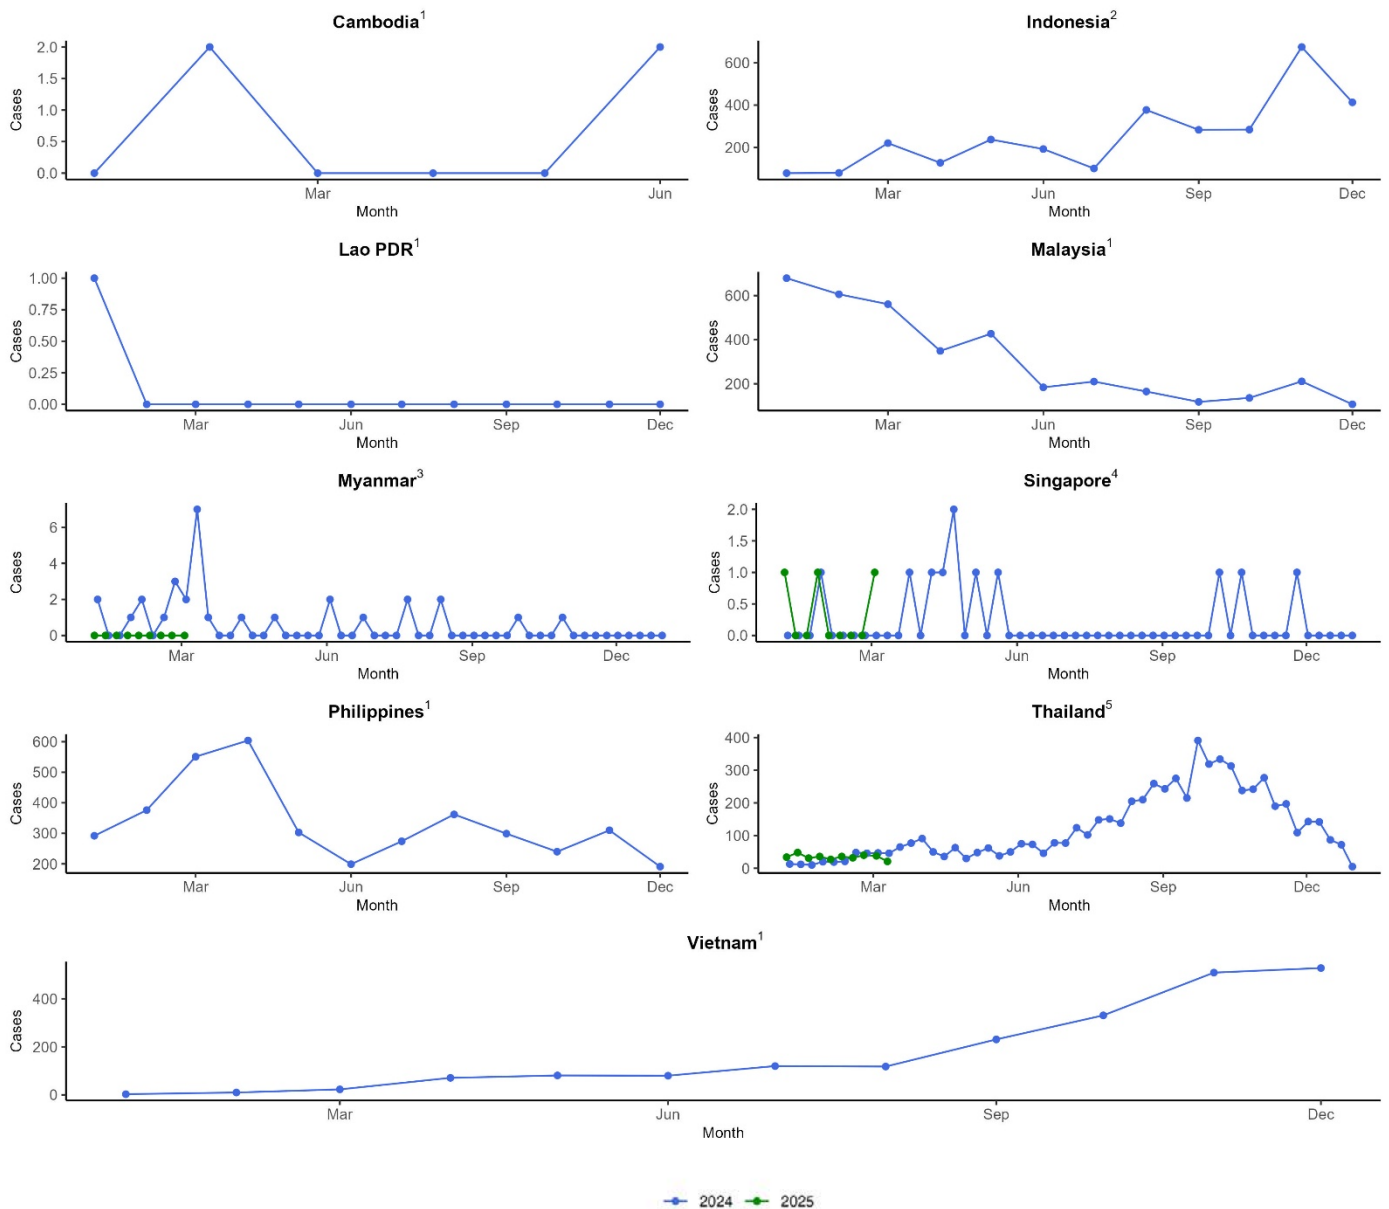 Cambodia1
Cases
2.0
1.5
1.0
0.5
0.0
Mar
Jun
Month
Indonesia2
Cases
600
400
200
Mar
Jun
Sep
Dec
Month
Lao PDR1
Cases
1.00
0.75
0.50
0.25
0.00
Mar
Jun
Sep
Dec
Month
Malaysia1
Cases
600
400
200
Mar
Jun
Sep
Dec
Month
Myanmar3
Cases
6
4
2
0
Mar
Jun
Sep
Dec
Month
Singapore4
Cases
2.0
1.5
1.0
0.5
0.0
Mar
Jun
Sep
Dec
Month
Philippines1
Cases
600
500
400
300
200
Mar
Jun
Sep
Dec
Month
Thailand5
Cases
400
300
200
100
0
Mar
Jun
Sep
Dec
Month
Vietnam1
Cases
400
200
0
Mar
Jun
Sep
Dec
Month
2024
2025